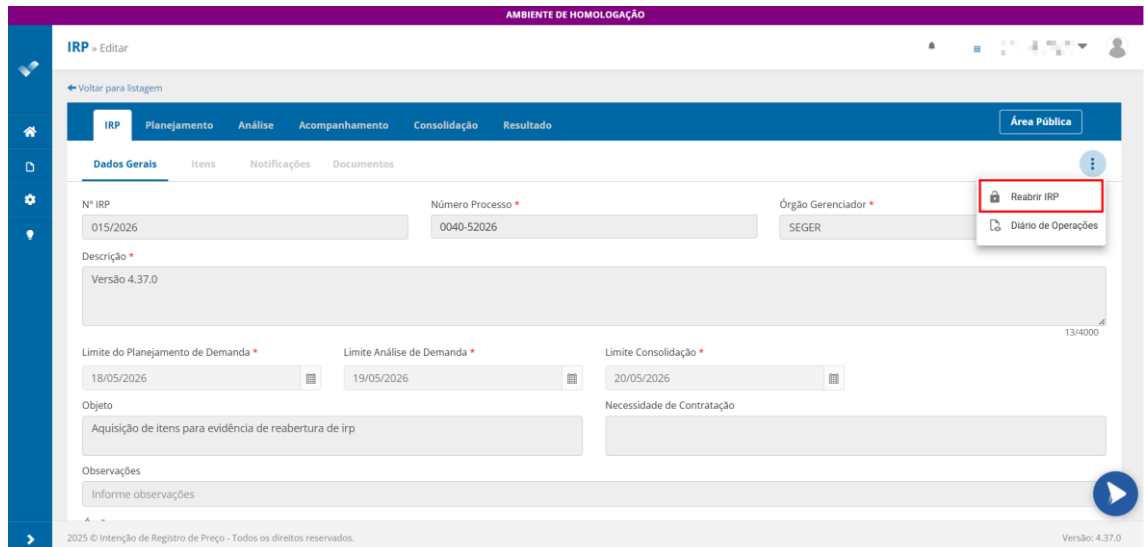 AMBIENTE DE HOMOLOGAÇÃO
IRP » Editar
Voltar para listagem
IRP Planejamento Análise Acompanhamento Consolidação Resultado Área Pública
Dados Gerais Itens Notificações Documentos
Reabrir IRP
Diário de Operações
N° IRP Número Processo * Órgão Gerenciador *
015/2026 0040-52026 SEGER
Descrição *
Versão 4.37.0
13/4000
Limite do Planejamento de Demanda * Limite Análise de Demanda * Limite Consolidação *
18/05/2026 19/05/2026 20/05/2026
Objeto Necessidade de Contratação
Aquisição de itens para evidência de reabertura de irp
Observações
Informe observações
2025 © Intenção de Registro de Preço - Todos os direitos reservados. Versão: 4.37.0